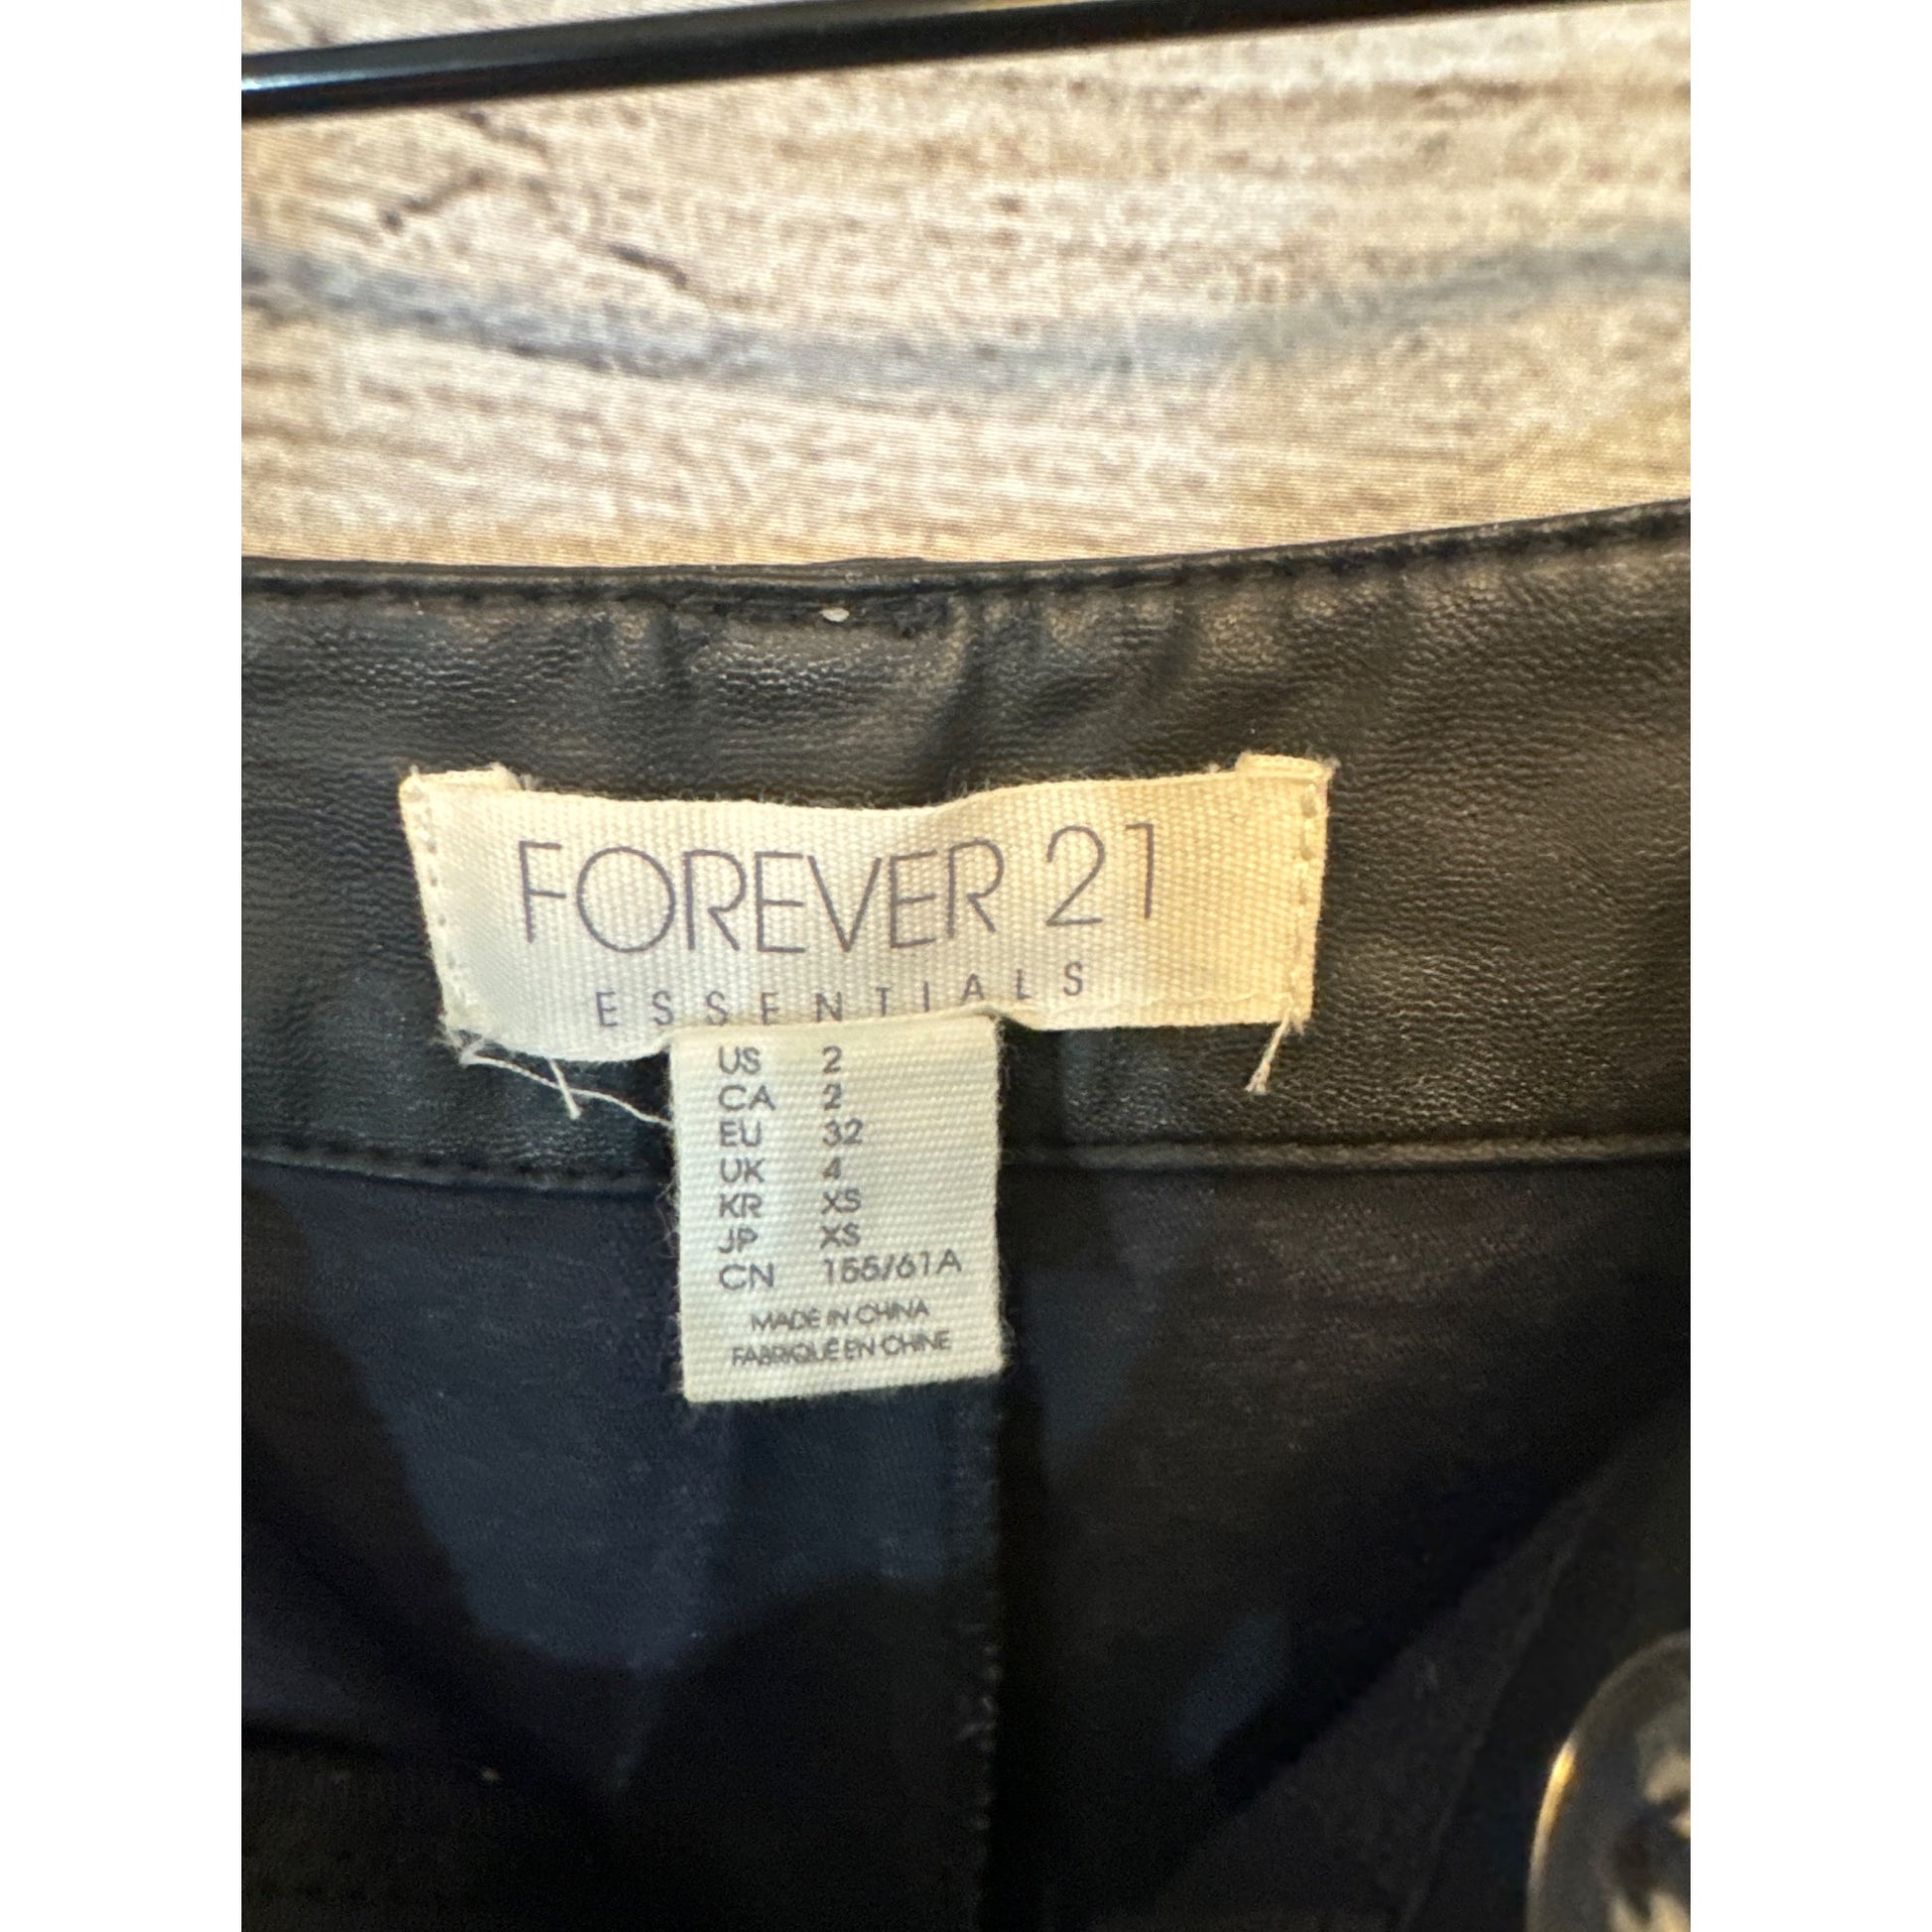 FOREVER 21
ESSENTIALS
US 2
CA 2
EU 32
UK 4
KR XS
JP XS
CN 155/61A
MADE IN CHINA
FABRIQUÉ EN CHINE